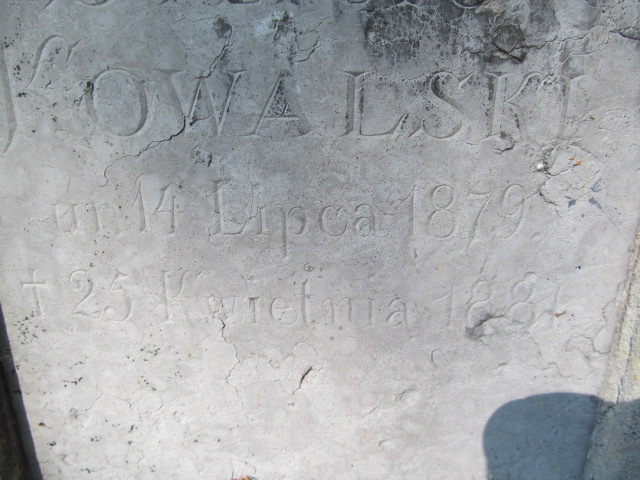 KOWALSKI
ur. 14 Lipca 1879.
† 25 Kwietnia 1881.